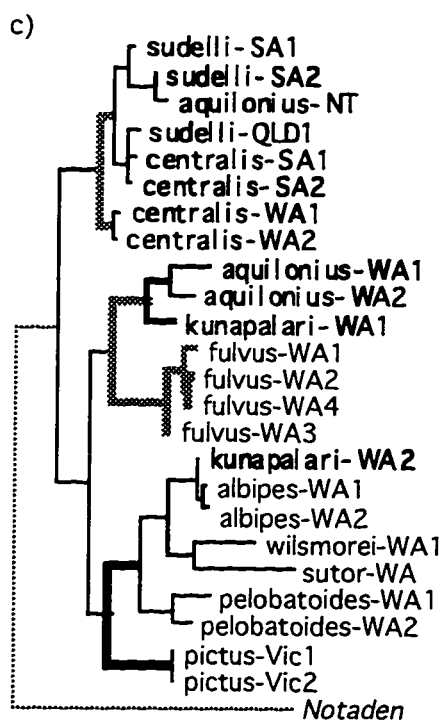 c)
sudelli-SA1
sudelli-SA2
aquilonius-NT
sudelli-QLD1
centralis-SA1
centralis-SA2
centralis-WA1
centralis-WA2
aquilonius-WA1
aquilonius-WA2
kunapalari-WA1
fulvus-WA1
fulvus-WA2
fulvus-WA4
fulvus-WA3
kunapalari-WA2
albipes-WA1
albipes-WA2
wilsmorei-WA1
sutor-WA
pelobatoides-WA1
pelobatoides-WA2
pictus-Vic1
pictus-Vic2
Notaden